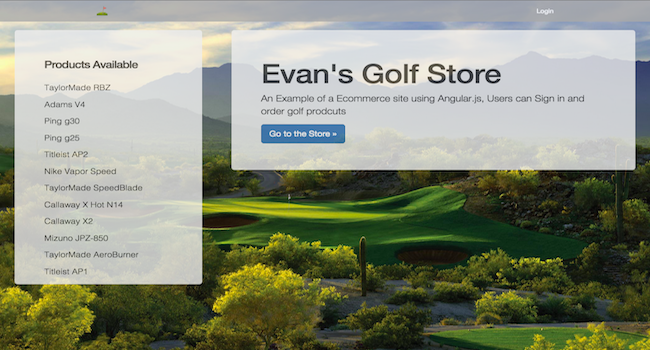 Login
Products Available
TaylorMade RBZ
Adams V4
Ping g30
Ping g25
Titleist AP2
Nike Vapor Speed
TaylorMade SpeedBlade
Callaway X Hot N14
Callaway X2
Mizuno JPZ-850
TaylorMade AeroBurner
Titleist AP1
Evan's Golf Store
An Example of a Ecommerce site using Angular.js, Users can Sign in and
order golf prodcuts
Go to the Store »